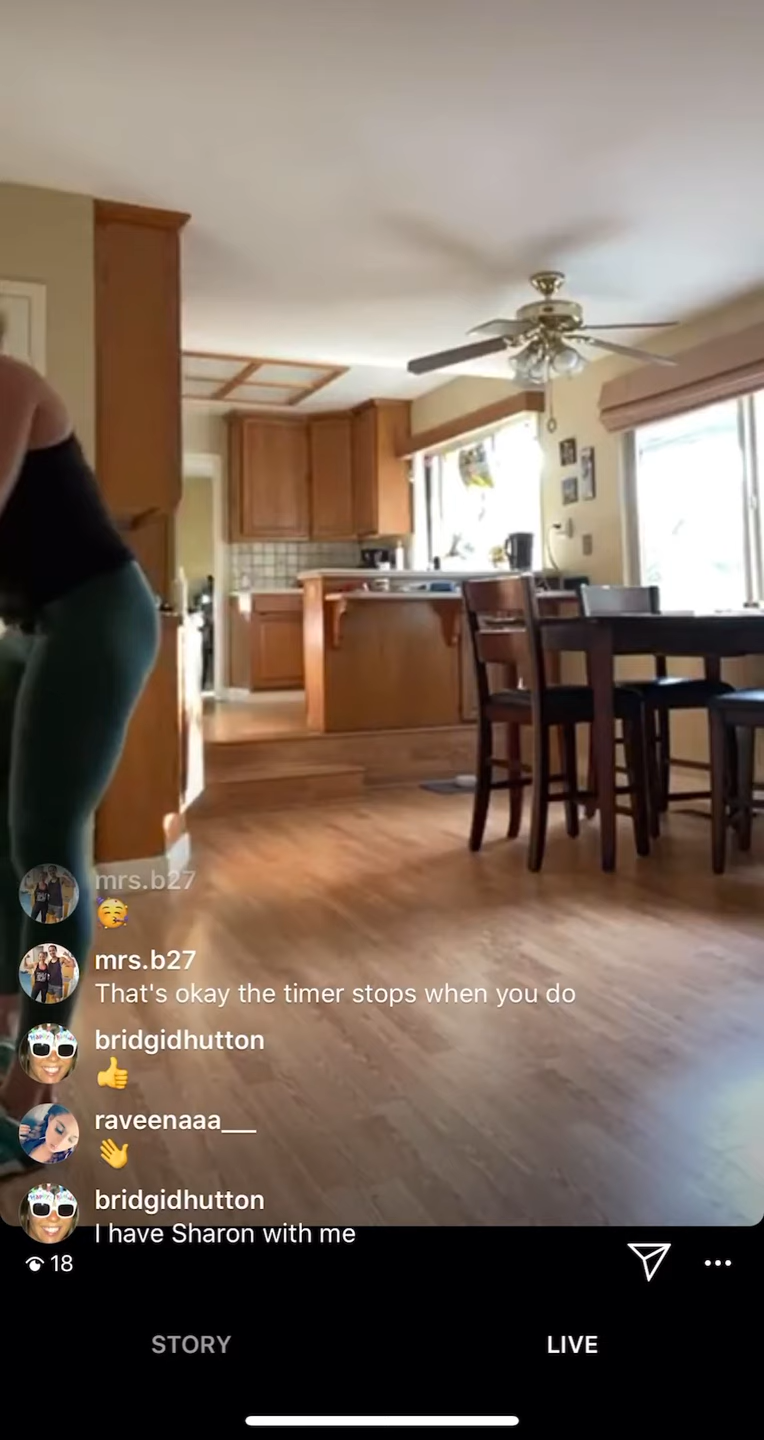 mrs.b27
🥳
mrs.b27
That's okay the timer stops when you do
bridgidhutton
👍
raveenaaa___
👋
bridgidhutton
I have Sharon with me
18
STORY LIVE